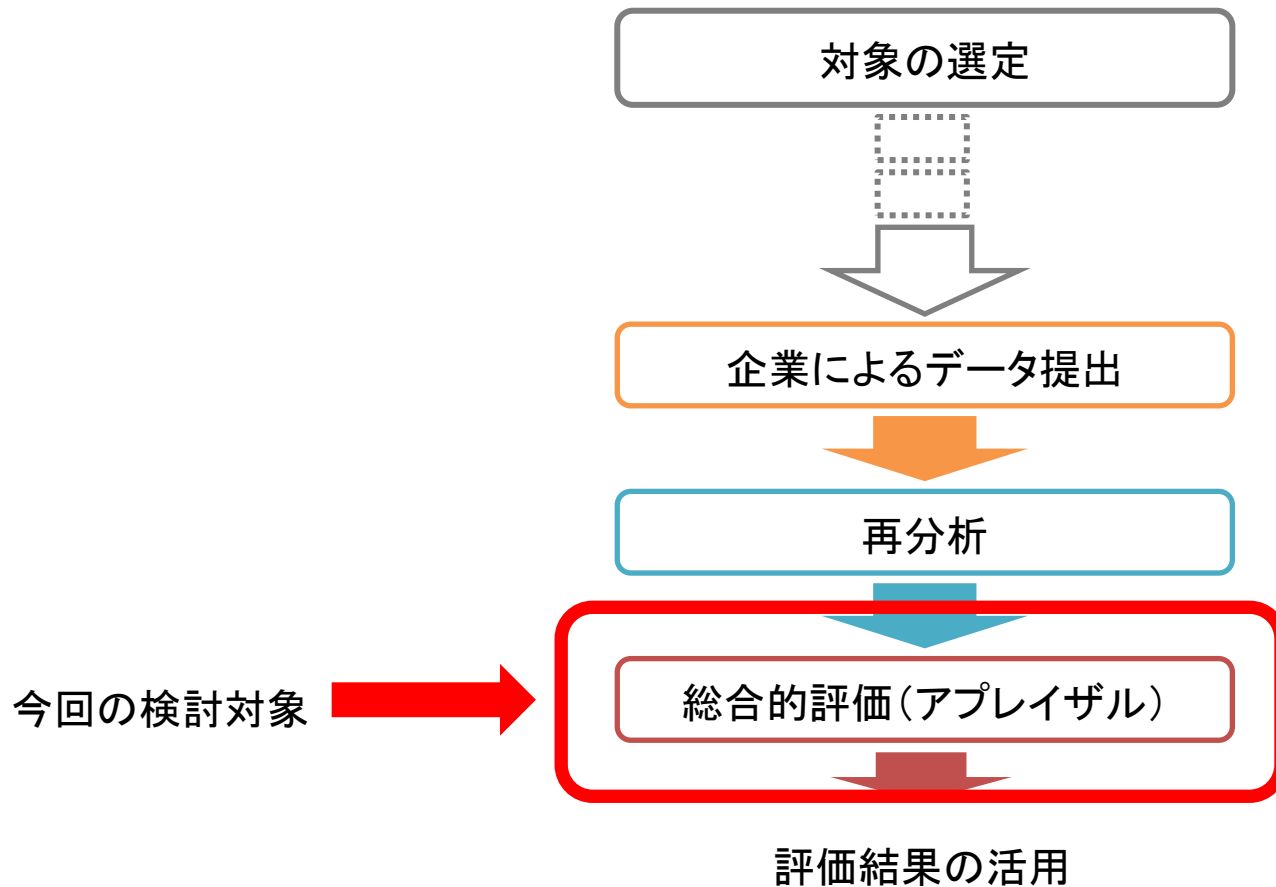 対象の選定
企業によるデータ提出
再分析
今回の検討対象
総合的評価（アプレイザル）
評価結果の活用